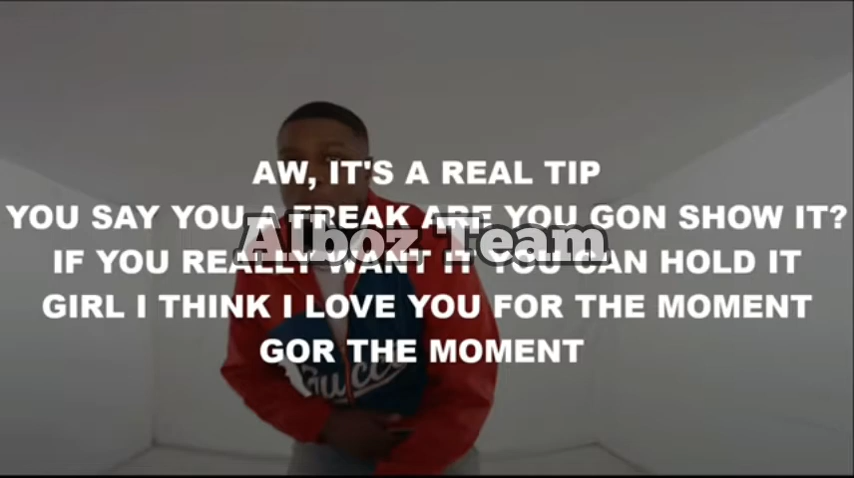 AW, IT'S A REAL TIP
YOU SAY YOU A FREAK ARE YOU GON SHOW IT?
Alboz Team
IF YOU REALLY WANT IT YOU CAN HOLD IT
GIRL I THINK I LOVE YOU FOR THE MOMENT
GOR THE MOMENT
Gucci